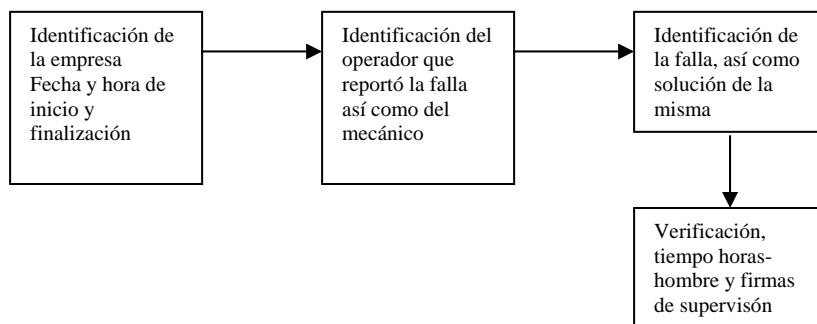 Identificación de
la empresa
Fecha y hora de
inicio y
finalización
Identificación del
operador que
reportó la falla
así como del
mecánico
Identificación de
la falla, así como
solución de la
misma
Verificación,
tiempo horas-
hombre y firmas
de supervisón